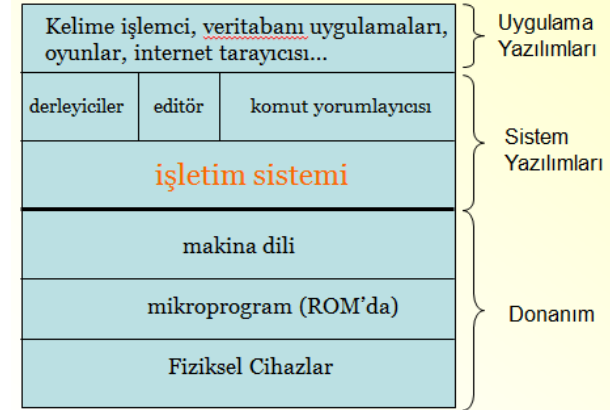 Kelime işlemci, veritabanı uygulamaları,
oyunlar, internet tarayıcısı...
Uygulama
Yazılımları
derleyiciler editör komut yorumlayıcısı
işletim sistemi
Sistem
Yazılımları
makina dili
mikroprogram (ROM’da)
Fiziksel Cihazlar
Donanım